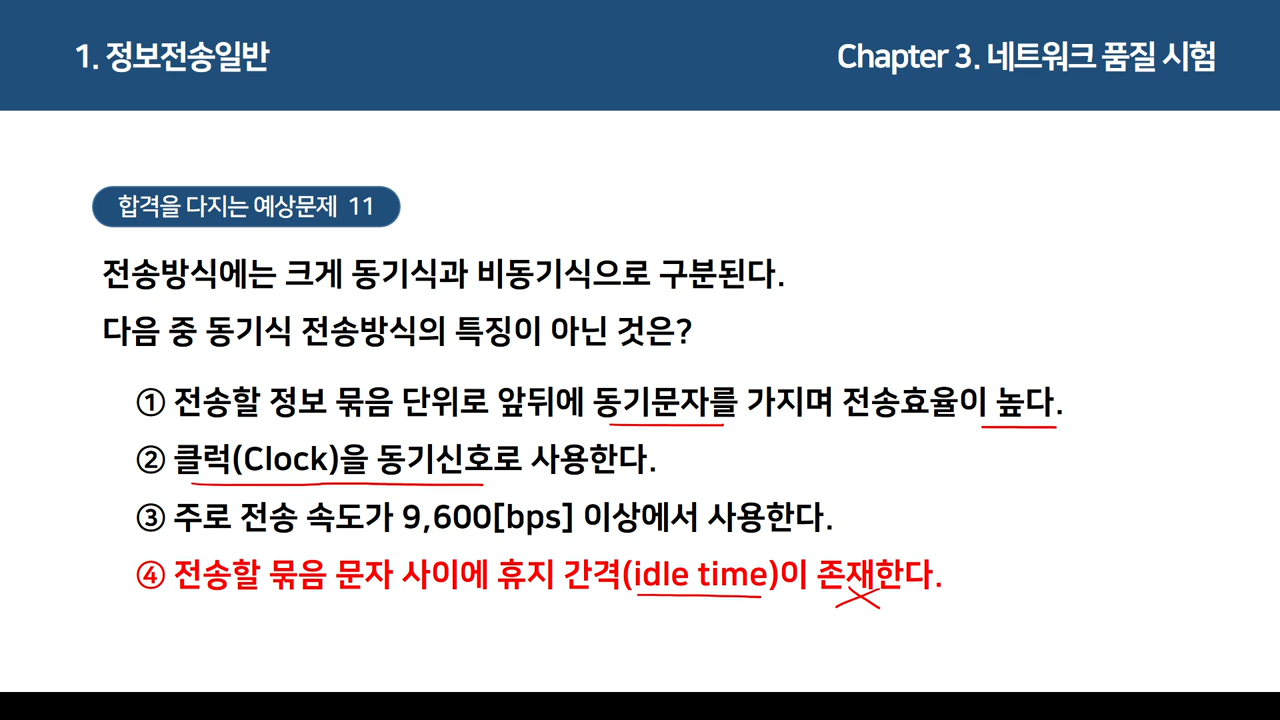 1. 정보전송일반
Chapter 3. 네트워크 품질 시험
합격을 다지는 예상문제 11
전송방식에는 크게 동기식과 비동기식으로 구분된다.
다음 중 동기식 전송방식의 특징이 아닌 것은?
① 전송할 정보 묶음 단위로 앞뒤에 동기문자를 가지며 전송효율이 높다.
② 클럭(Clock)을 동기신호로 사용한다.
③ 주로 전송 속도가 9,600[bps] 이상에서 사용한다.
④ 전송할 묶음 문자 사이에 휴지 간격(idle time)이 존재한다.